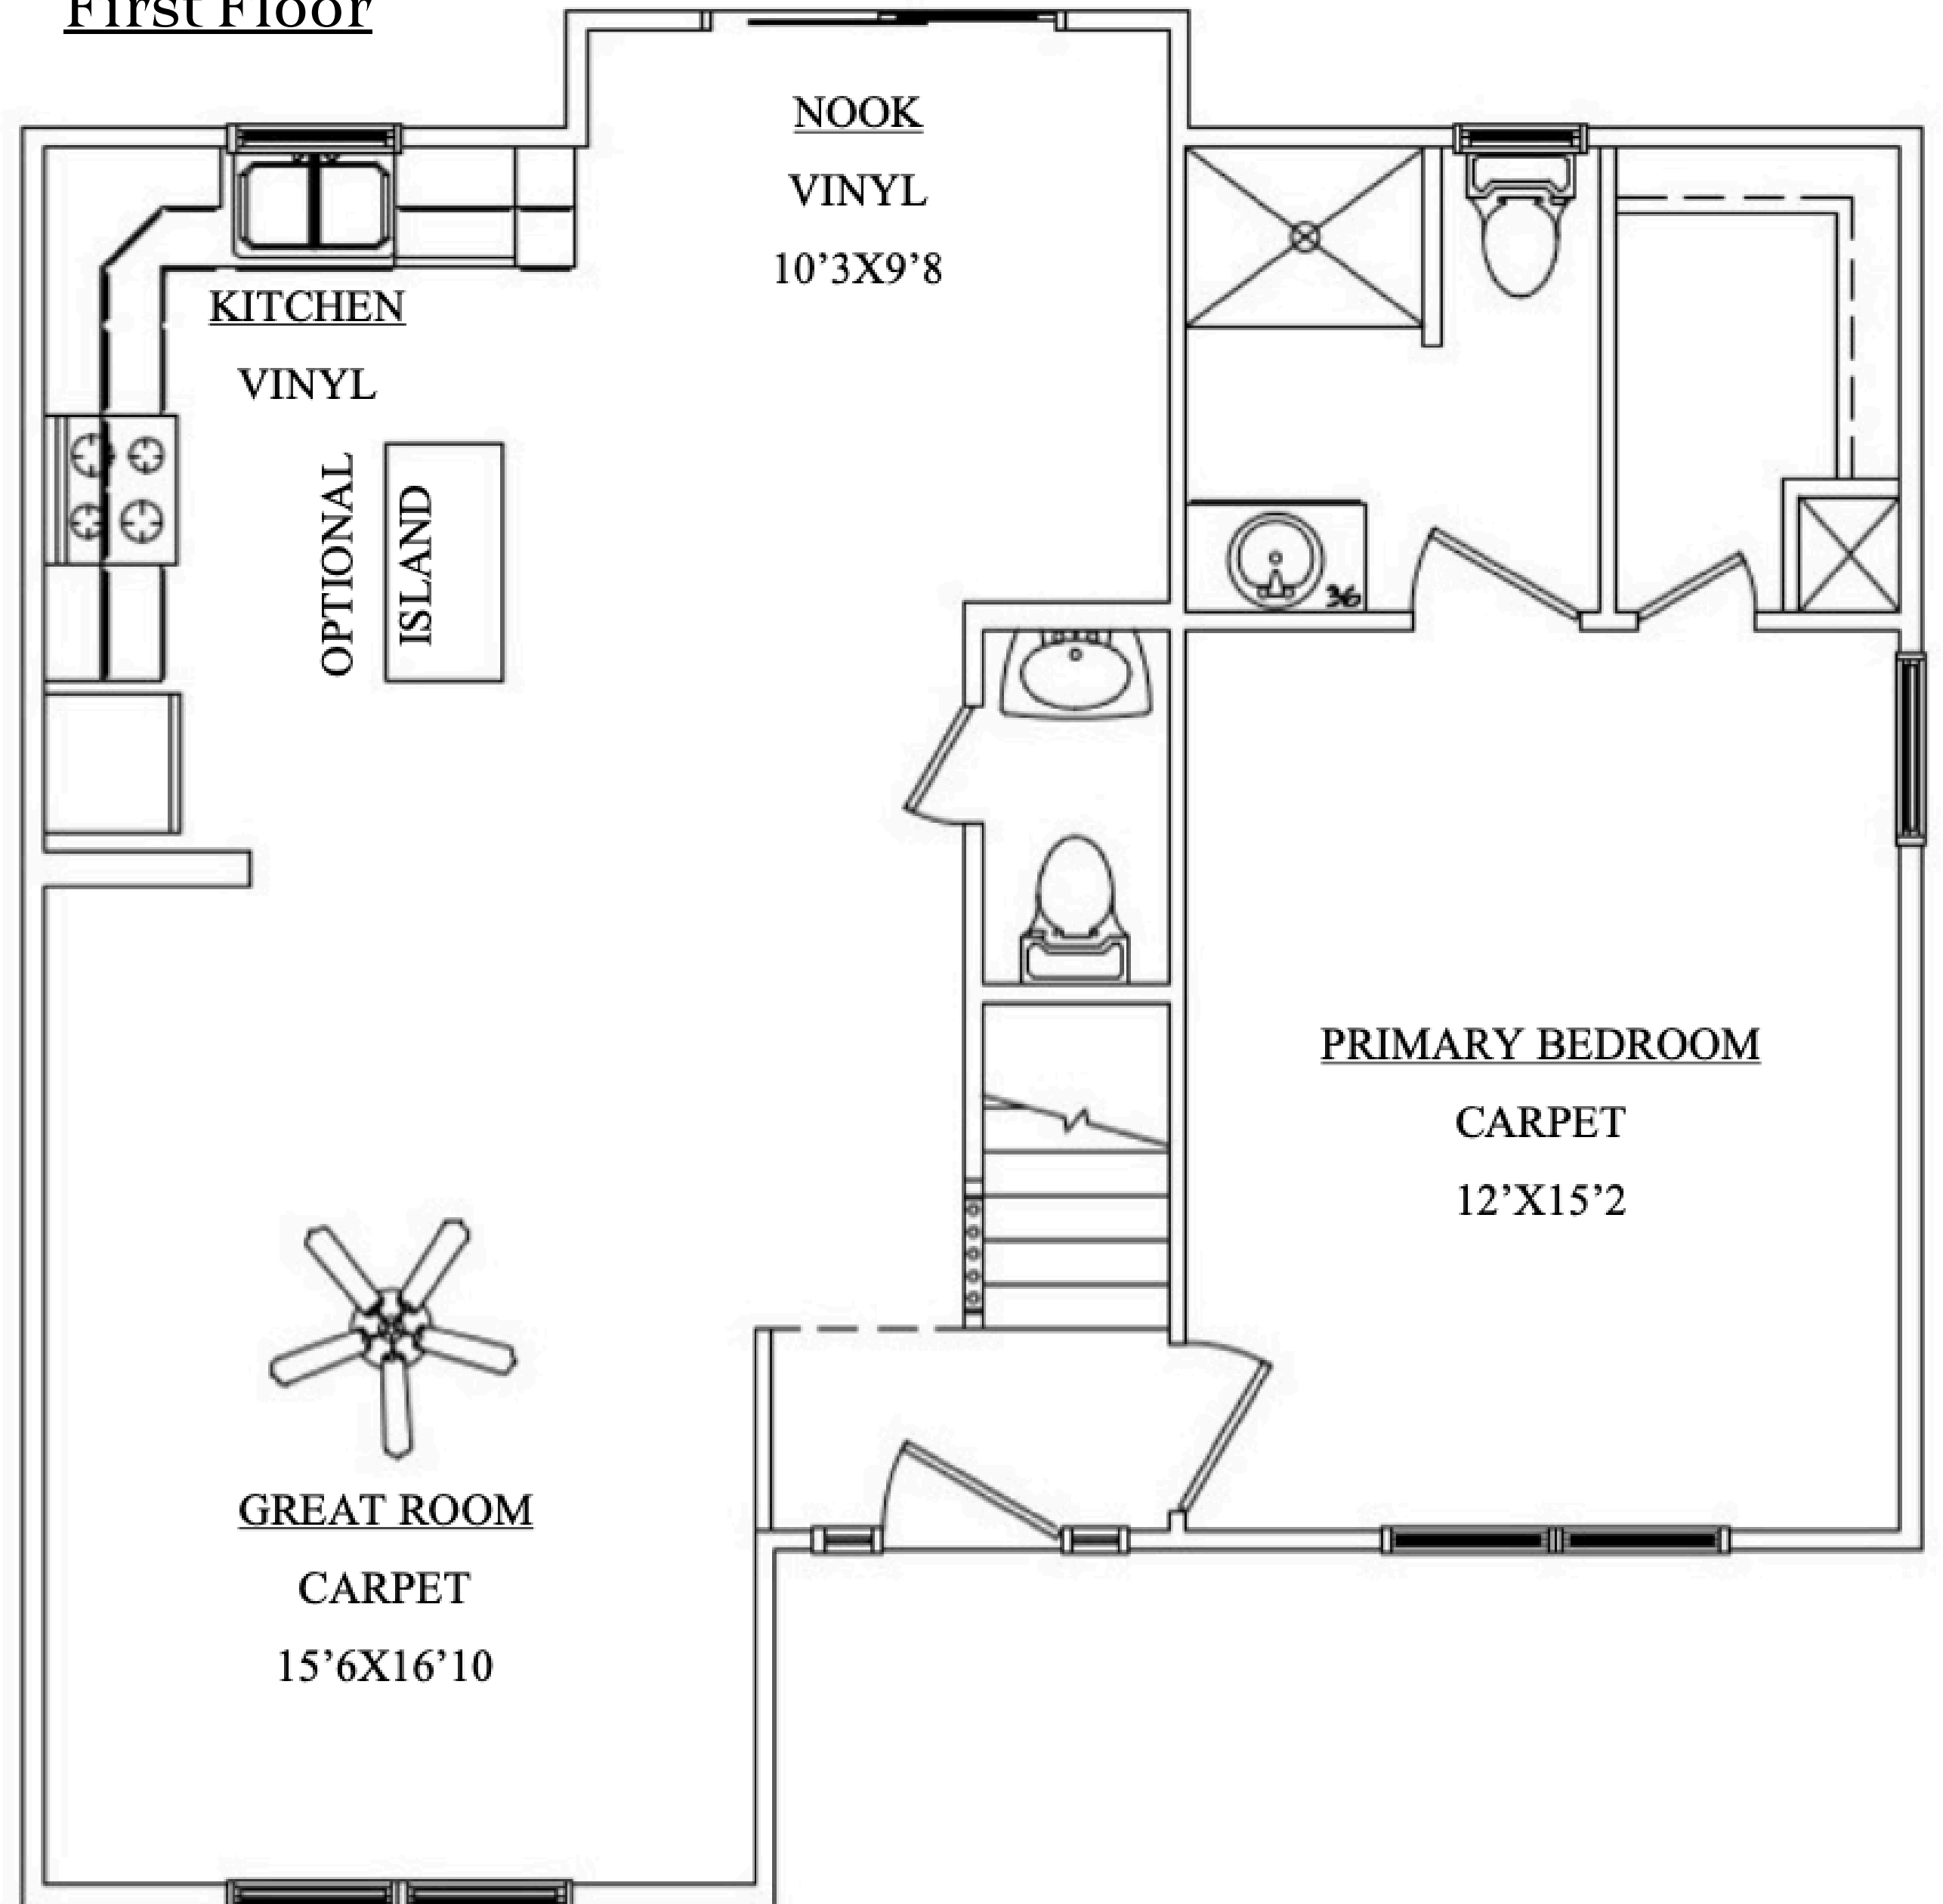 First Floor
NOOK
VINYL
10’3X9’8
KITCHEN
VINYL
OPTIONAL
ISLAND
36
PRIMARY BEDROOM
CARPET
12’X15’2
GREAT ROOM
CARPET
15’6X16’10